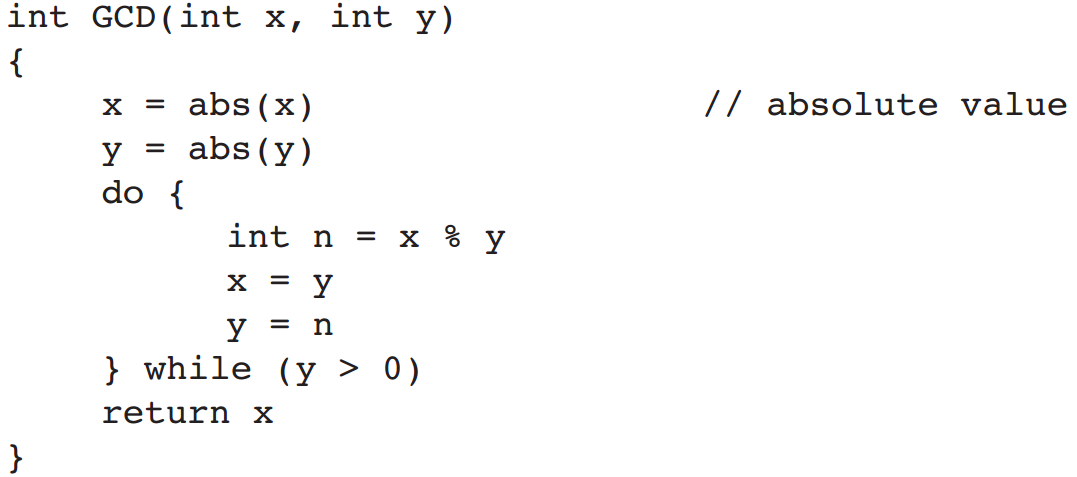 int GCD(int x, int y)
{
x = abs(x) // absolute value
y = abs(y)
do {
int n = x % y
x = y
y = n
} while (y > 0)
return x
}